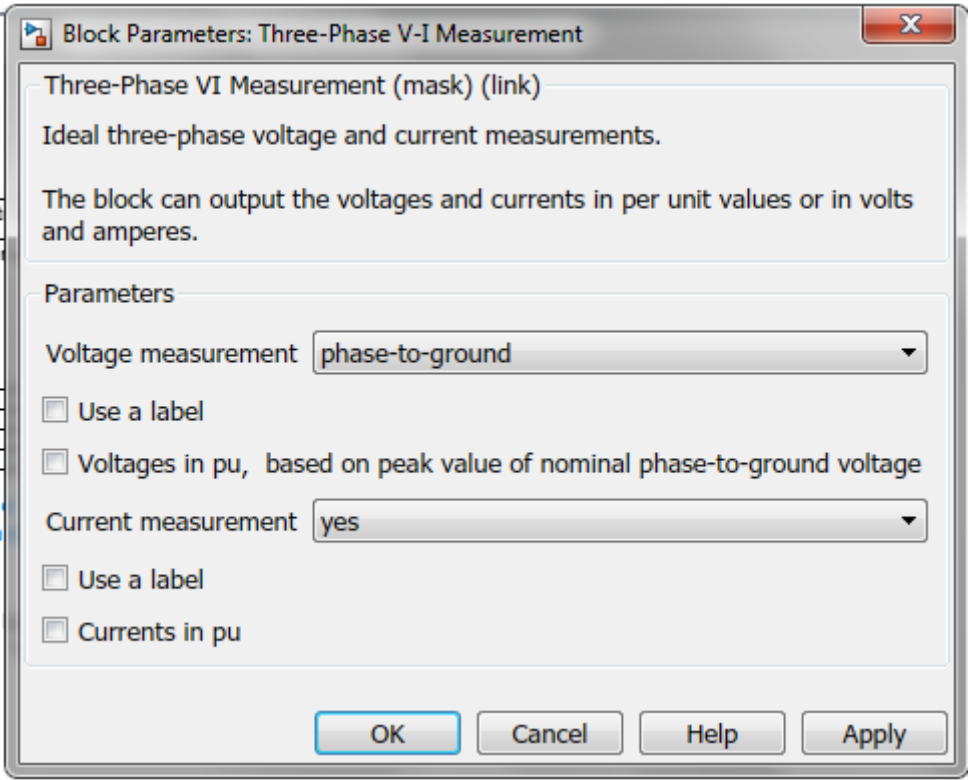 Block Parameters: Three-Phase V-I Measurement
Three-Phase VI Measurement (mask) (link)
Ideal three-phase voltage and current measurements.
The block can output the voltages and currents in per unit values or in volts
and amperes.
Parameters
Voltage measurement phase-to-ground
Use a label
Voltages in pu, based on peak value of nominal phase-to-ground voltage
Current measurement yes
Use a label
Currents in pu
OK Cancel Help Apply